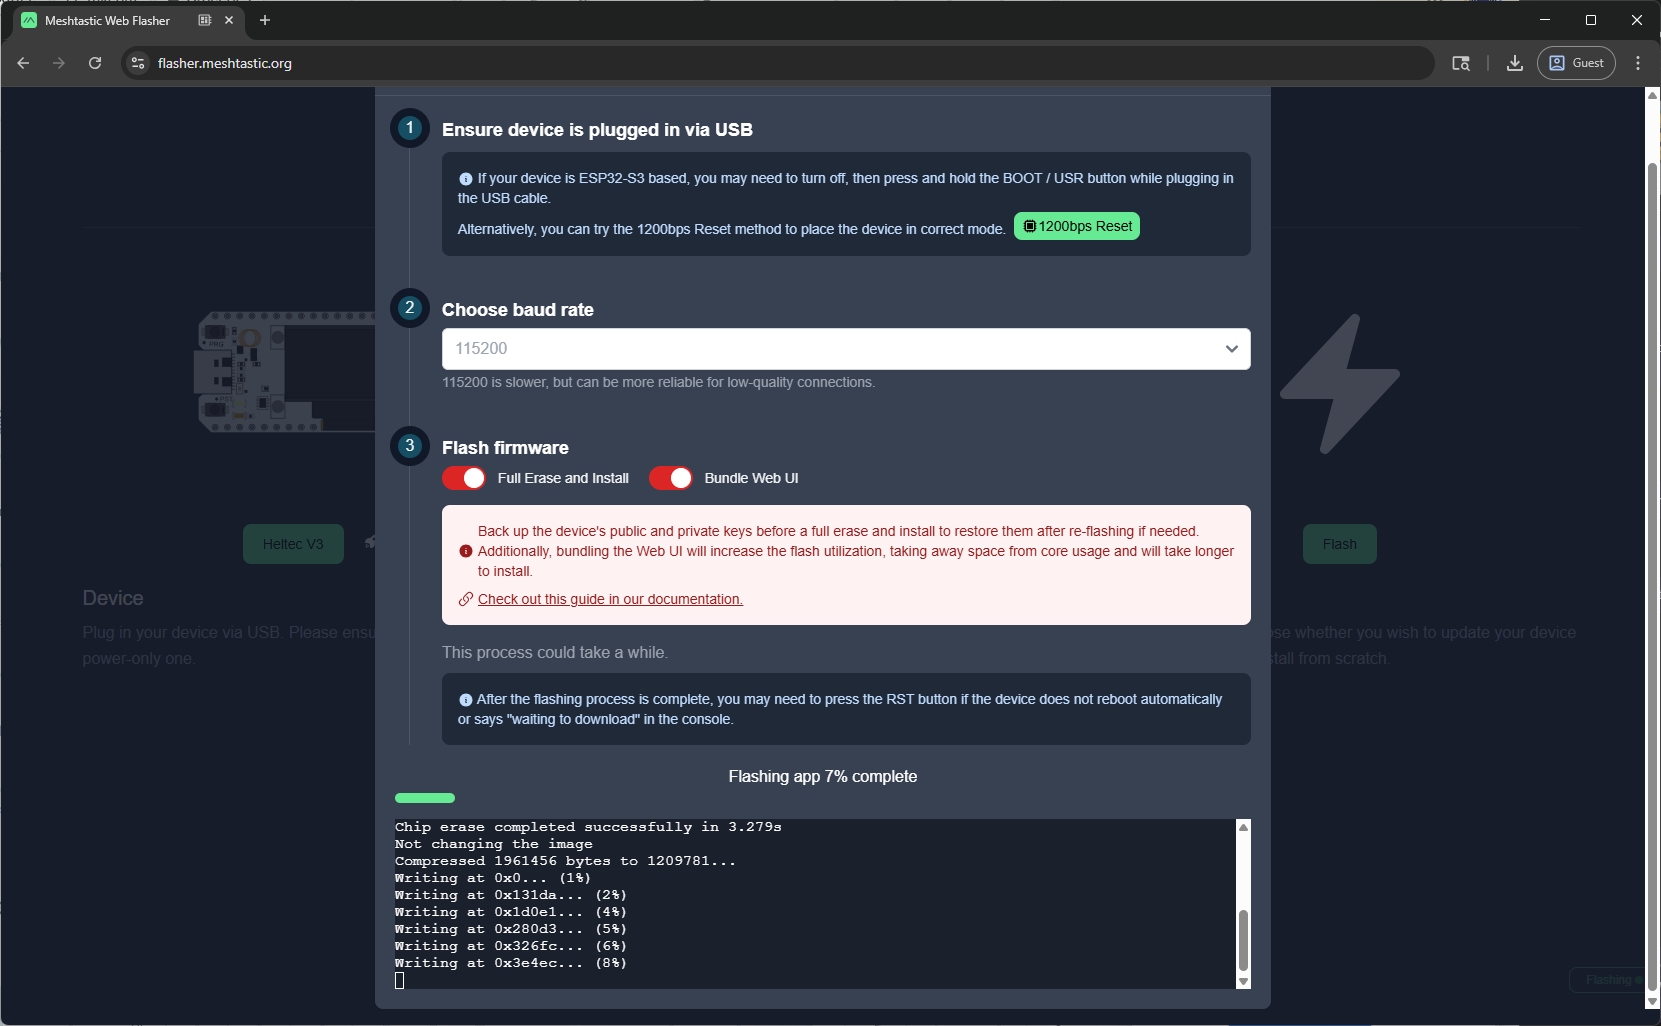 Meshtastic Web Flasher
flasher.meshtastic.org
Guest
1
Ensure device is plugged in via USB
If your device is ESP32-S3 based, you may need to turn off, then press and hold the BOOT / USR button while plugging in
the USB cable.
Alternatively, you can try the 1200bps Reset method to place the device in correct mode.
1200bps Reset
2
Choose baud rate
115200
115200 is slower, but can be more reliable for low-quality connections.
3
Flash firmware
Full Erase and Install
Bundle Web UI
Back up the device's public and private keys before a full erase and install to restore them after re-flashing if needed.
Additionally, bundling the Web UI will increase the flash utilization, taking away space from core usage and will take longer
to install.
Check out this guide in our documentation.
This process could take a while.
After the flashing process is complete, you may need to press the RST button if the device does not reboot automatically
or says "waiting to download" in the console.
Flashing app 7% complete
Chip erase completed successfully in 3.279s
Not changing the image
Compressed 1961456 bytes to 1209781...
Writing at 0x0... (1%)
Writing at 0x131da... (2%)
Writing at 0x1d0e1... (4%)
Writing at 0x280d3... (5%)
Writing at 0x326fc... (6%)
Writing at 0x3e4ec... (8%)
PRG
Heltec V3
Device
Plug in your device via USB. Please ensu
power-only one.
Flash
se whether you wish to update your device
stall from scratch.
Flashing